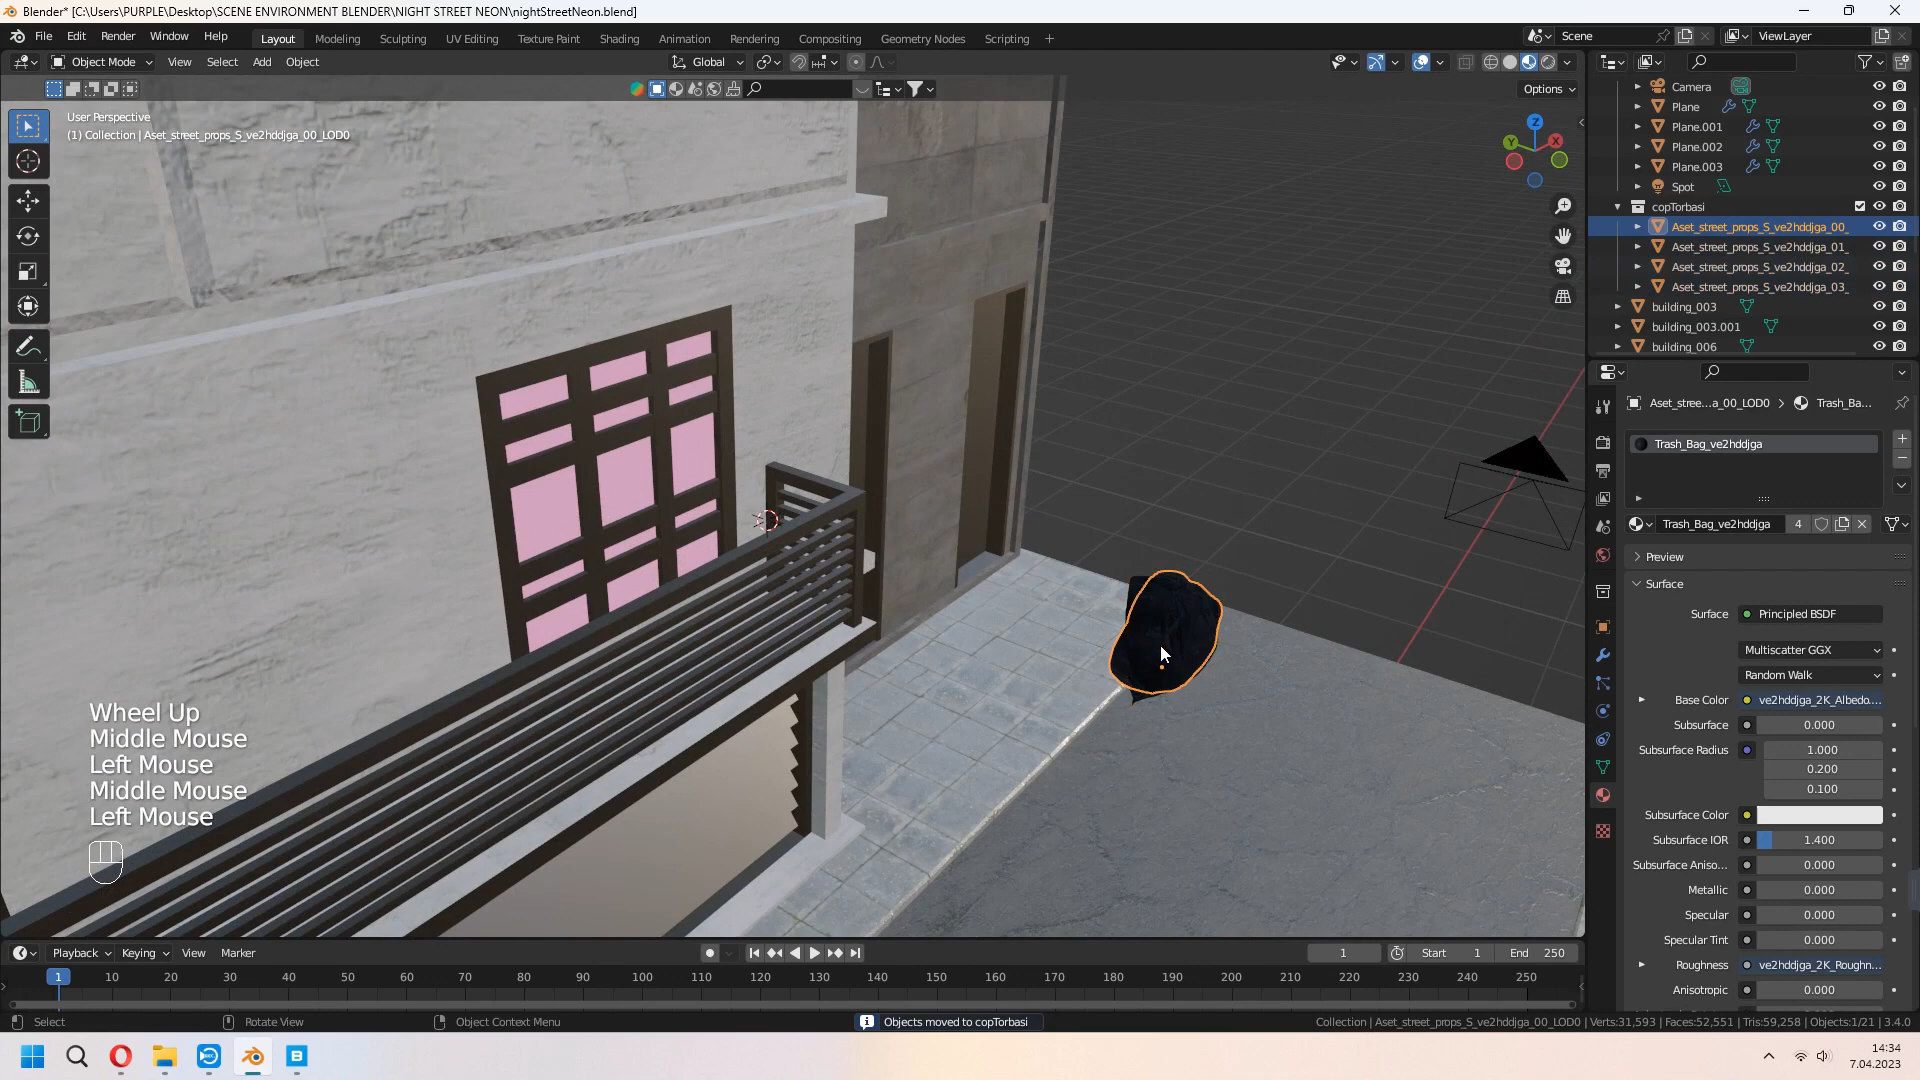 Blender* [C:\Users\PURPLE\Desktop\SCENE ENVIRONMENT BLENDER\NIGHT STREET NEON\nightStreetNeon.blend]
File Edit Render Window Help
Layout Modeling Sculpting UV Editing Texture Paint Shading Animation Rendering Compositing Geometry Nodes Scripting
Scene
ViewLayer
Object Mode View Select Add Object
Global
Options
User Perspective
(1) Collection | Aset_street_props_S_ve2hddjga_00_LOD0
Z
Y
X
Camera
Plane
Plane.001
Plane.002
Plane.003
Spot
copTorbasi
Aset_street_props_S_ve2hddjga_00_
Aset_street_props_S_ve2hddjga_01_
Aset_street_props_S_ve2hddjga_02_
Aset_street_props_S_ve2hddjga_03_
building_003
building_003.001
building_006
Aset_stree...a_00_LOD0 > Trash_Ba...
Trash_Bag_ve2hddjga
Trash_Bag_ve2hddjga 4
Preview
Surface
Surface Principled BSDF
Multiscatter GGX
Random Walk
Base Color ve2hddjga_2K_Albedo....
Subsurface 0.000
Subsurface Radius 1.000
0.200
0.100
Subsurface Color
Subsurface IOR 1.400
Subsurface Aniso... 0.000
Metallic 0.000
Specular 0.000
Specular Tint 0.000
Roughness ve2hddjga_2K_Roughn...
Anisotropic 0.000
Wheel Up
Middle Mouse
Left Mouse
Middle Mouse
Left Mouse
Playback Keying View Marker
1 Start 1 End 250
1 10 20 30 40 50 60 70 80 90 100 110 120 130 140 150 160 170 180 190 200 210 220 230 240 250
Select Rotate View Object Context Menu
Objects moved to copTorbasi
Collection | Aset_street_props_S_ve2hddjga_00_LOD0 | Verts:31,593 | Faces:52,551 | Tris:59,258 | Objects:1/21 | 3.4.0
14:34
7.04.2023